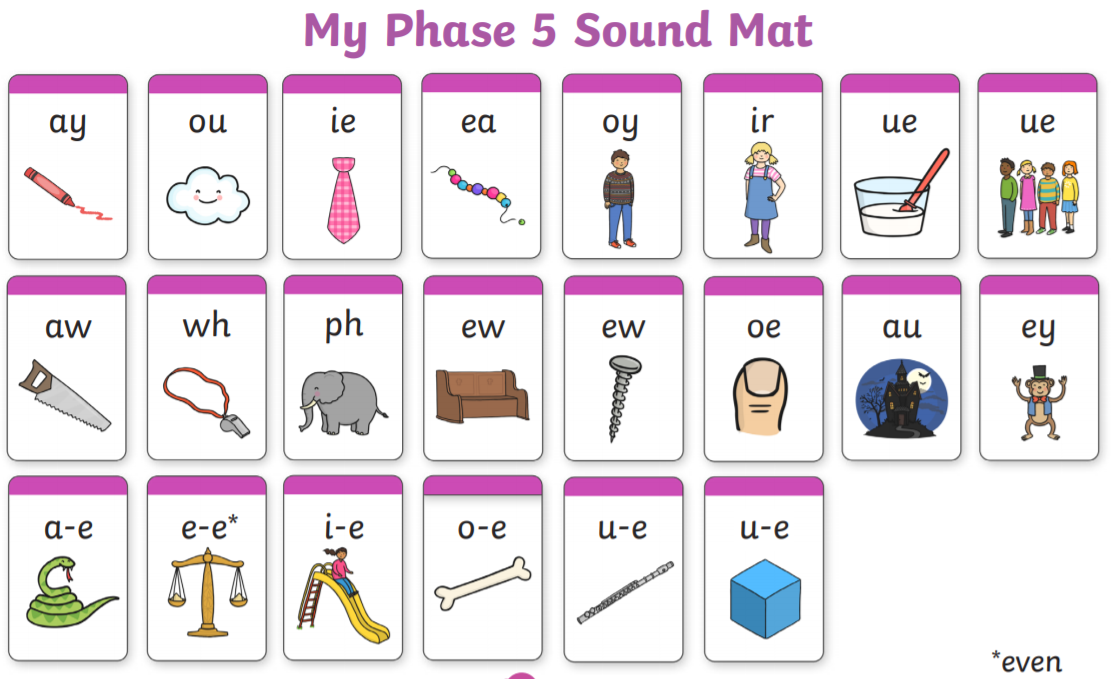 My Phase 5 Sound Mat
ay ou ie ea oy ir ue ue
aw wh ph ew ew oe au ey
a-e e-e* i-e o-e u-e u-e
*even